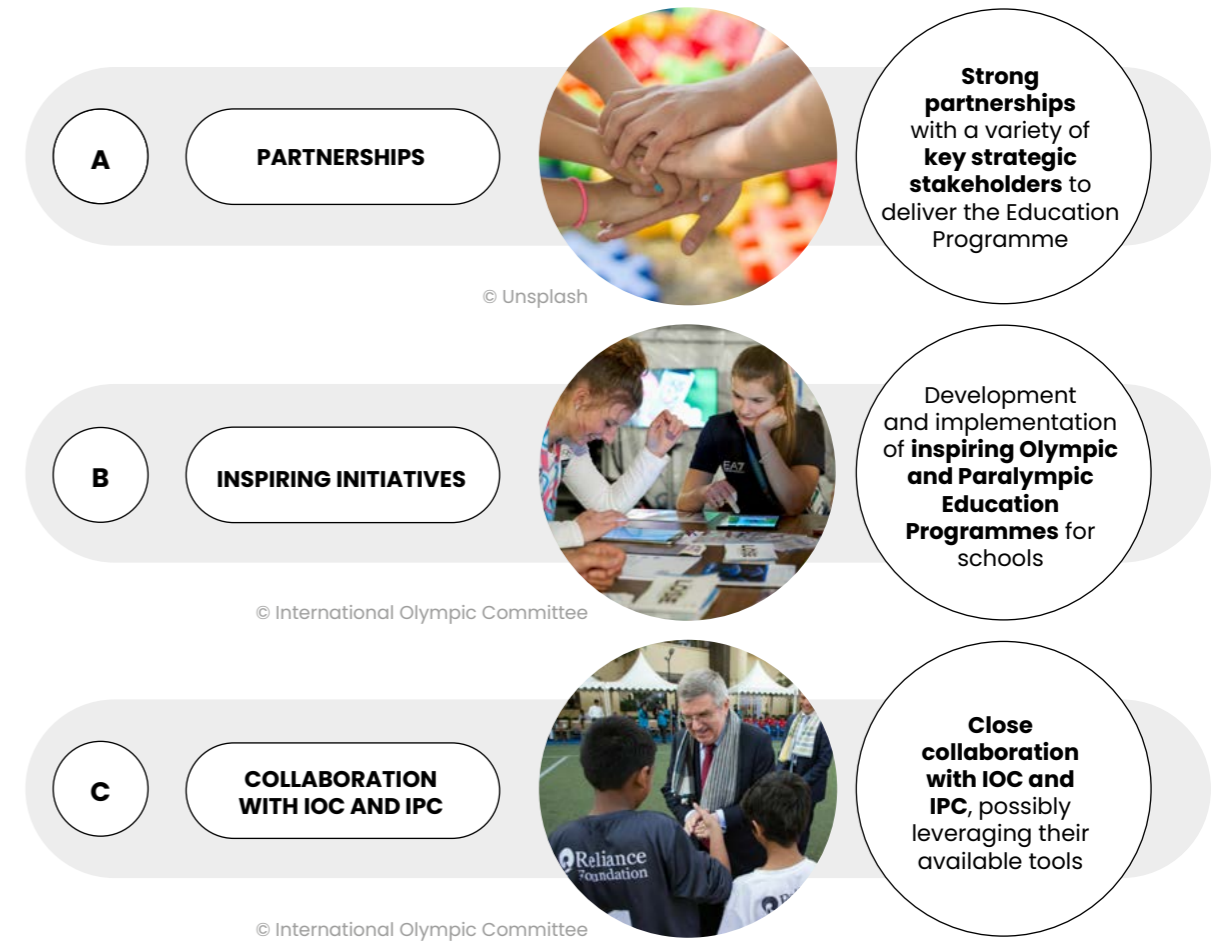 A
PARTNERSHIPS
Strong
partnerships
with a variety of
key strategic
stakeholders to
deliver the Education
Programme
© Unsplash
B
INSPIRING INITIATIVES
EA7
LOSE
Development
and implementation
of inspiring Olympic
and Paralympic
Education
Programmes for
schools
© International Olympic Committee
C
COLLABORATION
WITH IOC AND IPC
Reliance
Foundation
Close
collaboration
with IOC and
IPC, possibly
leveraging their
available tools
© International Olympic Committee